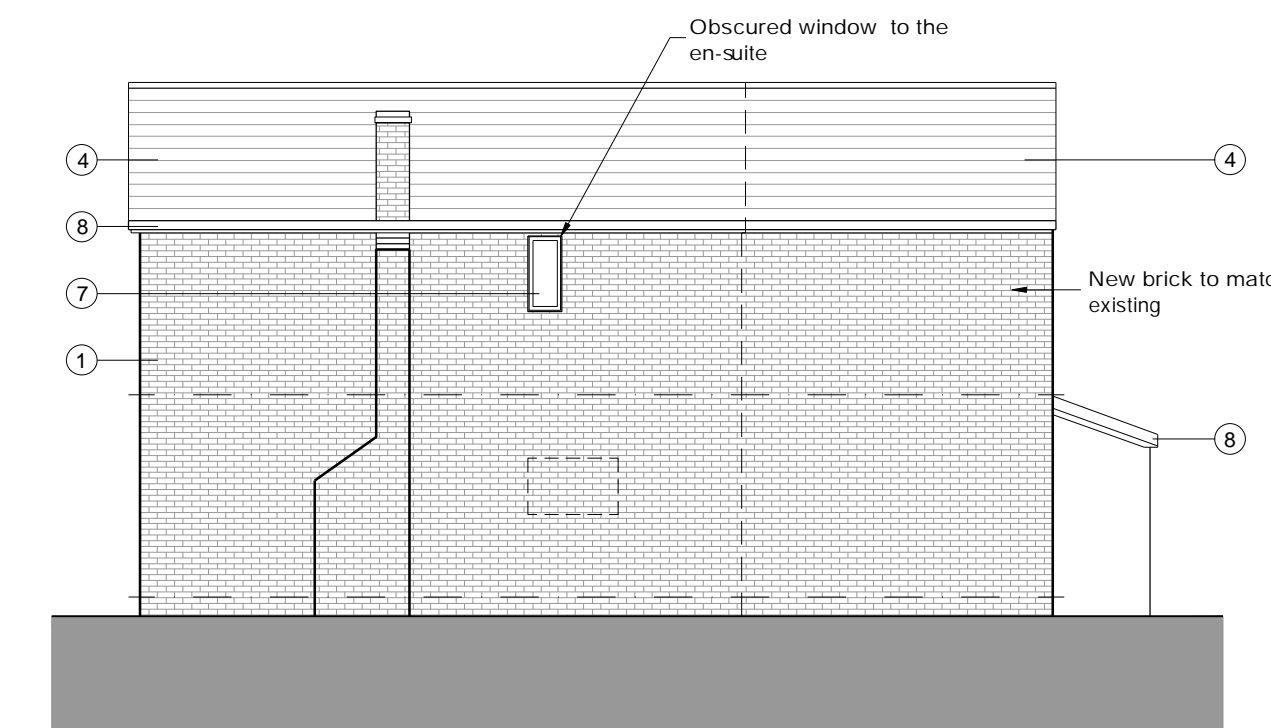 Obscured window to the
en-suite
4
4
8
7
New brick to matc
existing
1
8